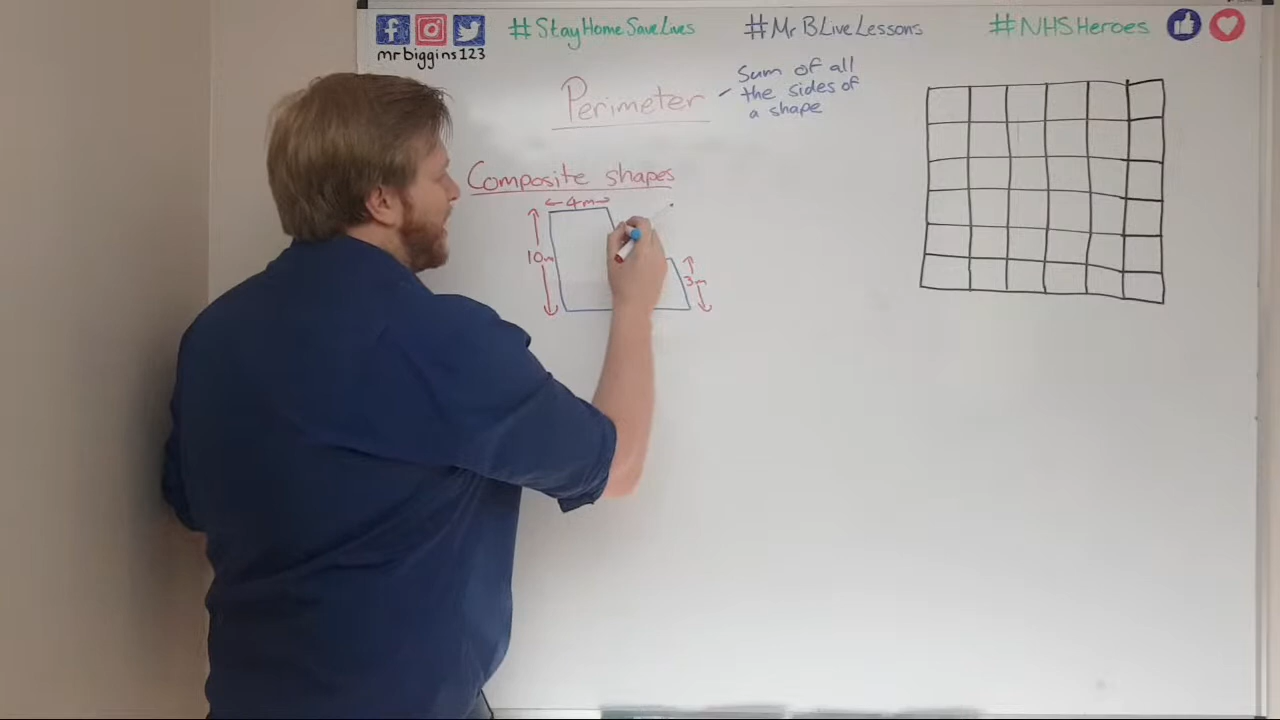 #StayHomeSaveLives
#MrBLiveLessons
#NHSHeroes
mrbiggins123
Perimeter - Sum of all
the sides of
a shape
Composite shapes
4m
10m
3m